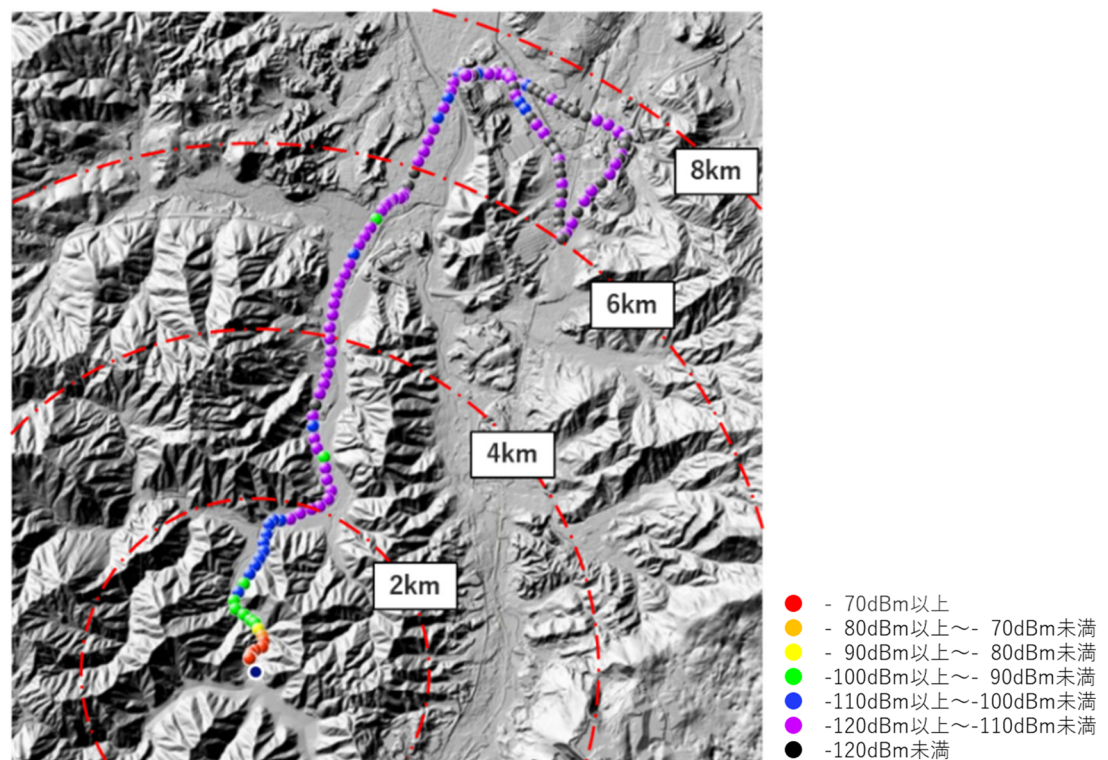 8km
6km
4km
2km
- 70dBm以上
- 80dBm以上～- 70dBm未満
- 90dBm以上～- 80dBm未満
-100dBm以上～- 90dBm未満
-110dBm以上～-100dBm未満
-120dBm以上～-110dBm未満
-120dBm未満